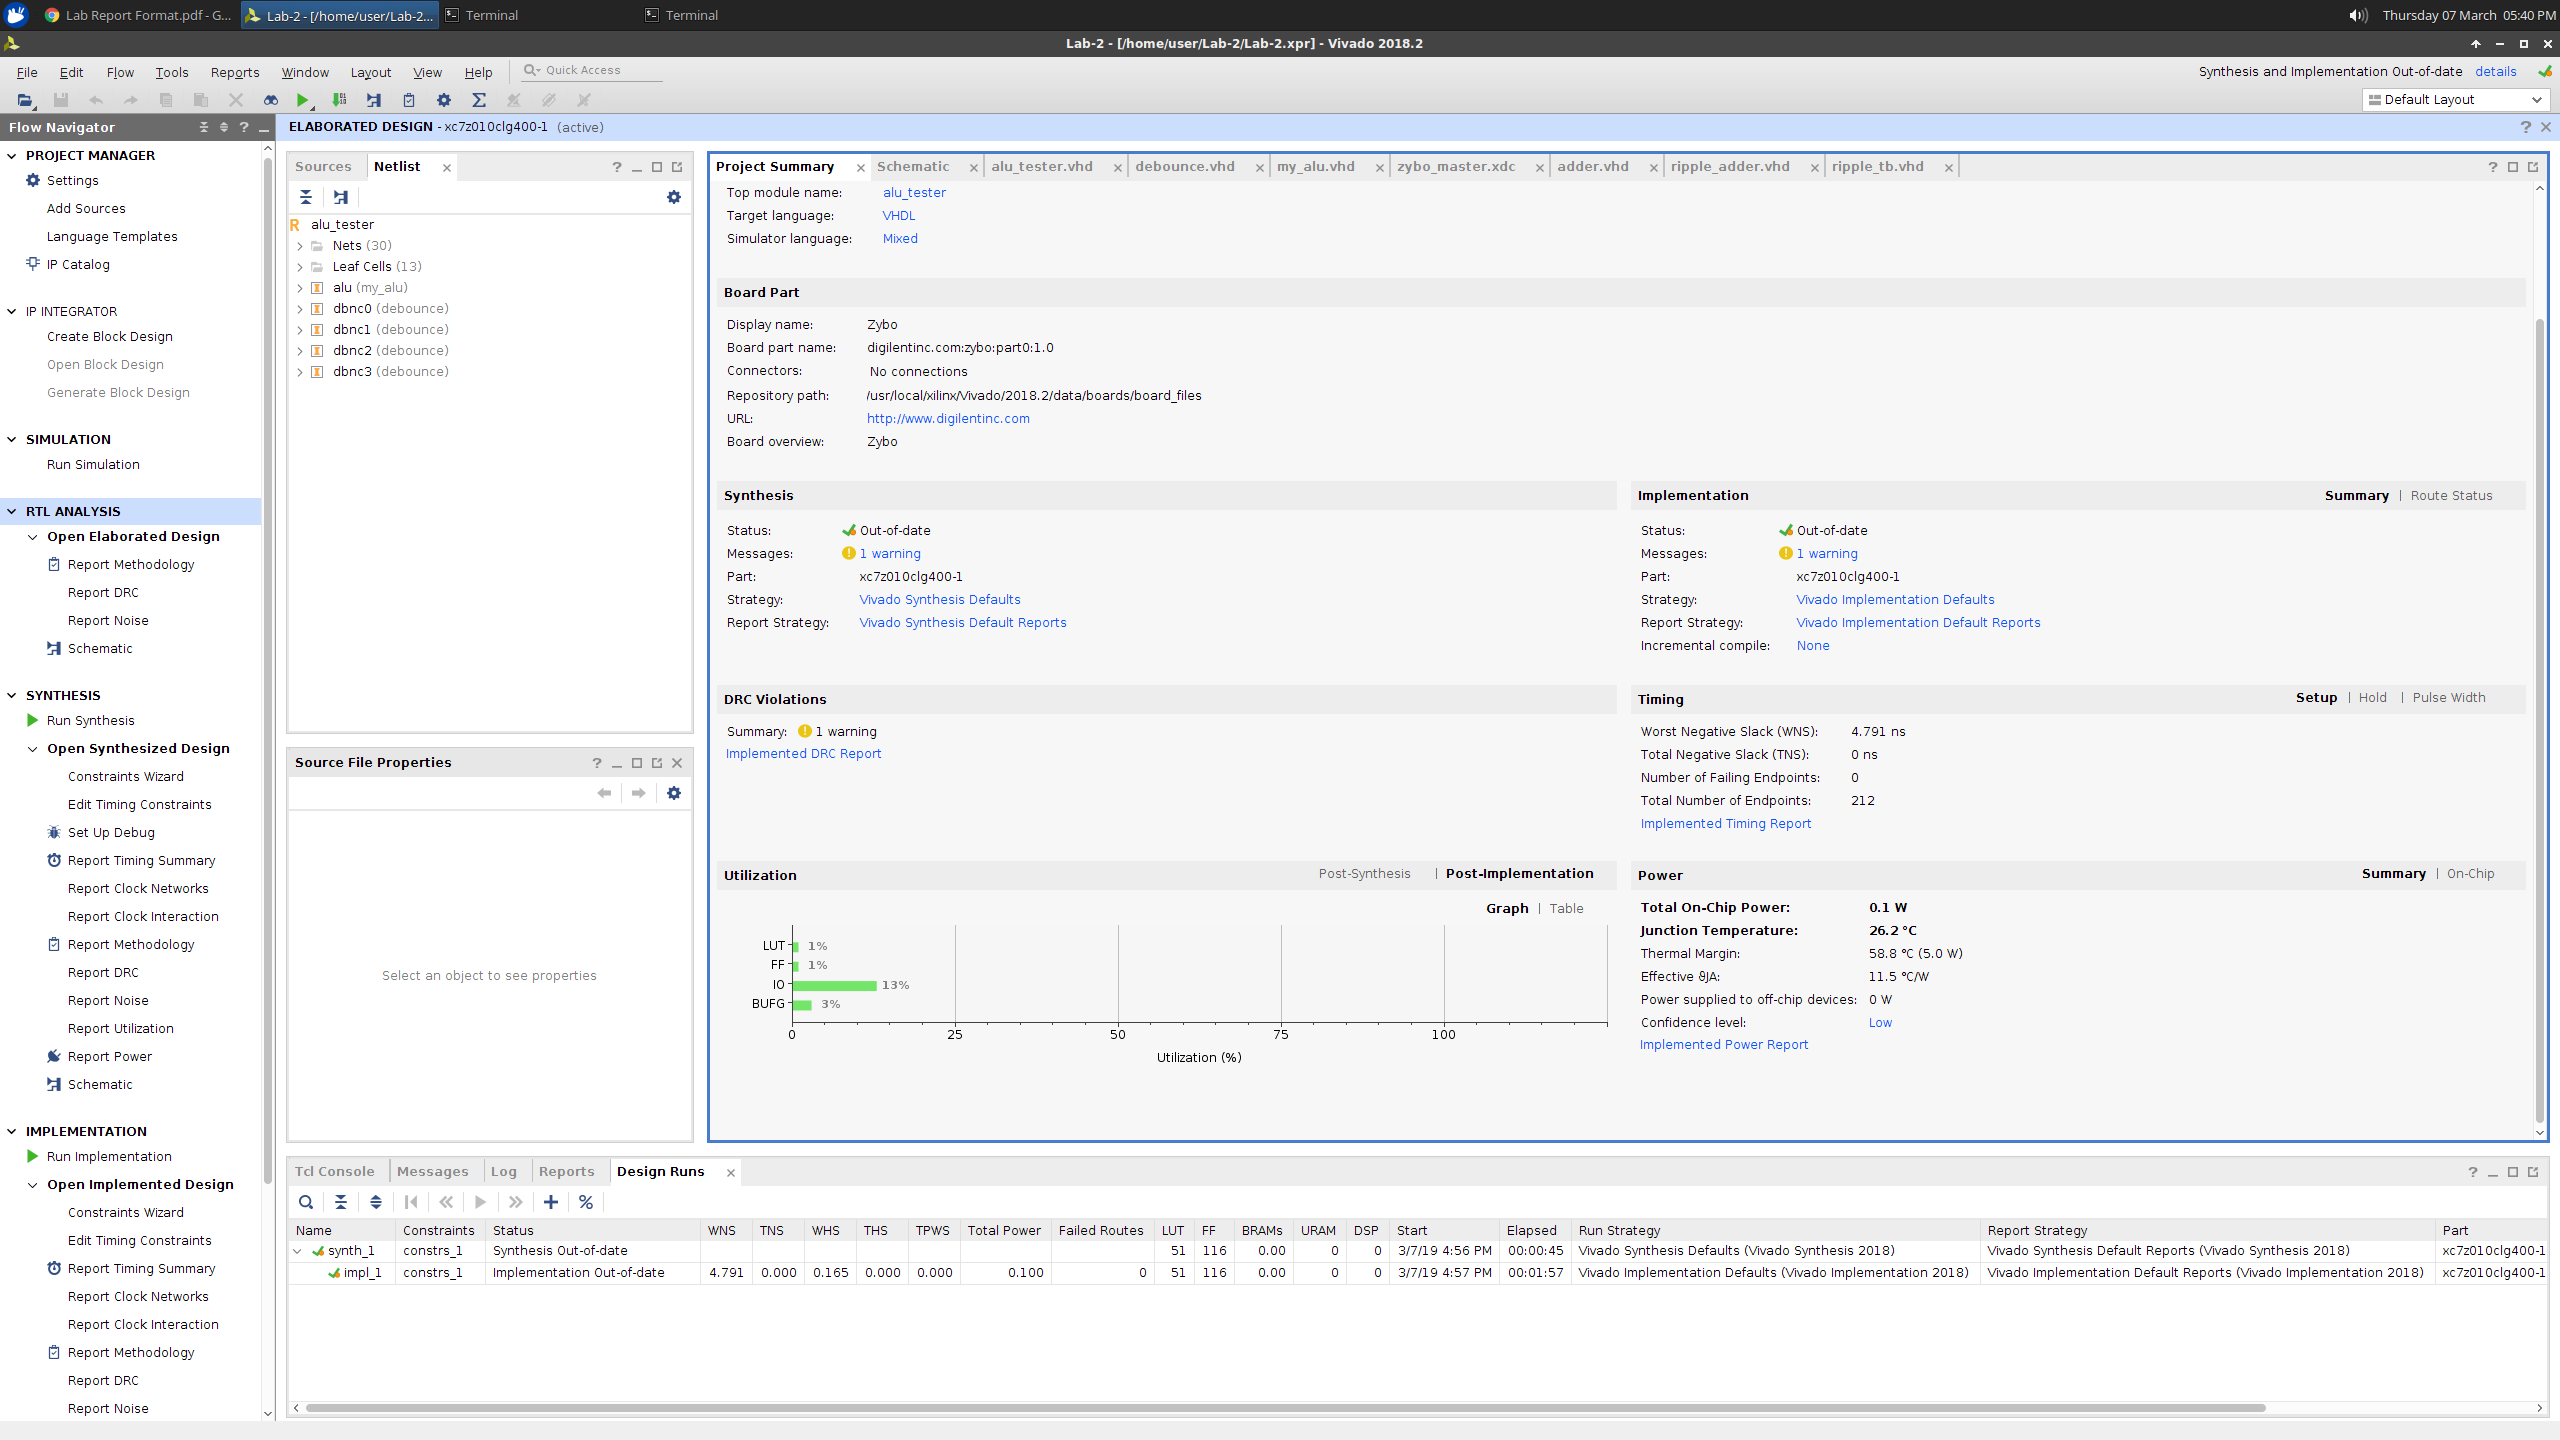 Lab Report Format.pdf - G...
Lab-2 - [/home/user/Lab-2...
Terminal
Terminal
Thursday 07 March 05:40 PM
Lab-2 - [/home/user/Lab-2/Lab-2.xpr] - Vivado 2018.2
File Edit Flow Tools Reports Window Layout View Help
Quick Access
Synthesis and Implementation Out-of-date details
Default Layout
Flow Navigator
PROJECT MANAGER
Settings
Add Sources
Language Templates
IP Catalog
IP INTEGRATOR
Create Block Design
Open Block Design
Generate Block Design
SIMULATION
Run Simulation
RTL ANALYSIS
Open Elaborated Design
Report Methodology
Report DRC
Report Noise
Schematic
SYNTHESIS
Run Synthesis
Open Synthesized Design
Constraints Wizard
Edit Timing Constraints
Set Up Debug
Report Timing Summary
Report Clock Networks
Report Clock Interaction
Report Methodology
Report DRC
Report Noise
Report Utilization
Report Power
Schematic
IMPLEMENTATION
Run Implementation
Open Implemented Design
Constraints Wizard
Edit Timing Constraints
Report Timing Summary
Report Clock Networks
Report Clock Interaction
Report Methodology
Report DRC
Report Noise
ELABORATED DESIGN - xc7z010clg400-1 (active)
Sources Netlist
alu_tester
Nets (30)
Leaf Cells (13)
alu (my_alu)
dbnc0 (debounce)
dbnc1 (debounce)
dbnc2 (debounce)
dbnc3 (debounce)
Source File Properties
Select an object to see properties
Project Summary Schematic alu_tester.vhd debounce.vhd my_alu.vhd zybo_master.xdc adder.vhd ripple_adder.vhd ripple_tb.vhd
Top module name: alu_tester
Target language: VHDL
Simulator language: Mixed
Board Part
Display name: Zybo
Board part name: digilentinc.com:zybo:part0:1.0
Connectors: No connections
Repository path: /usr/local/xilinx/Vivado/2018.2/data/boards/board_files
URL: http://www.digilentinc.com
Board overview: Zybo
Synthesis
Status: Out-of-date
Messages: 1 warning
Part: xc7z010clg400-1
Strategy: Vivado Synthesis Defaults
Report Strategy: Vivado Synthesis Default Reports
Implementation Summary | Route Status
Status: Out-of-date
Messages: 1 warning
Part: xc7z010clg400-1
Strategy: Vivado Implementation Defaults
Report Strategy: Vivado Implementation Default Reports
Incremental compile: None
DRC Violations
Summary: 1 warning
Implemented DRC Report
Timing Setup | Hold | Pulse Width
Worst Negative Slack (WNS): 4.791 ns
Total Negative Slack (TNS): 0 ns
Number of Failing Endpoints: 0
Total Number of Endpoints: 212
Implemented Timing Report
Utilization Post-Synthesis | Post-Implementation
Graph | Table
LUT 1%
FF 1%
IO 13%
BUFG 3%
0 25 50 75 100
Utilization (%)
Power Summary | On-Chip
Total On-Chip Power: 0.1 W
Junction Temperature: 26.2 °C
Thermal Margin: 58.8 °C (5.0 W)
Effective ϑJA: 11.5 °C/W
Power supplied to off-chip devices: 0 W
Confidence level: Low
Implemented Power Report
Tcl Console Messages Log Reports Design Runs
Name Constraints Status WNS TNS WHS THS TPWS Total Power Failed Routes LUT FF BRAMs URAM DSP Start Elapsed Run Strategy Report Strategy Part
synth_1 constrs_1 Synthesis Out-of-date 51 116 0.00 0 0 3/7/19 4:56 PM 00:00:45 Vivado Synthesis Defaults (Vivado Synthesis 2018) Vivado Synthesis Default Reports (Vivado Synthesis 2018) xc7z010clg400-1
impl_1 constrs_1 Implementation Out-of-date 4.791 0.000 0.165 0.000 0.000 0.100 0 51 116 0.00 0 0 3/7/19 4:57 PM 00:01:57 Vivado Implementation Defaults (Vivado Implementation 2018) Vivado Implementation Default Reports (Vivado Implementation 2018) xc7z010clg400-1